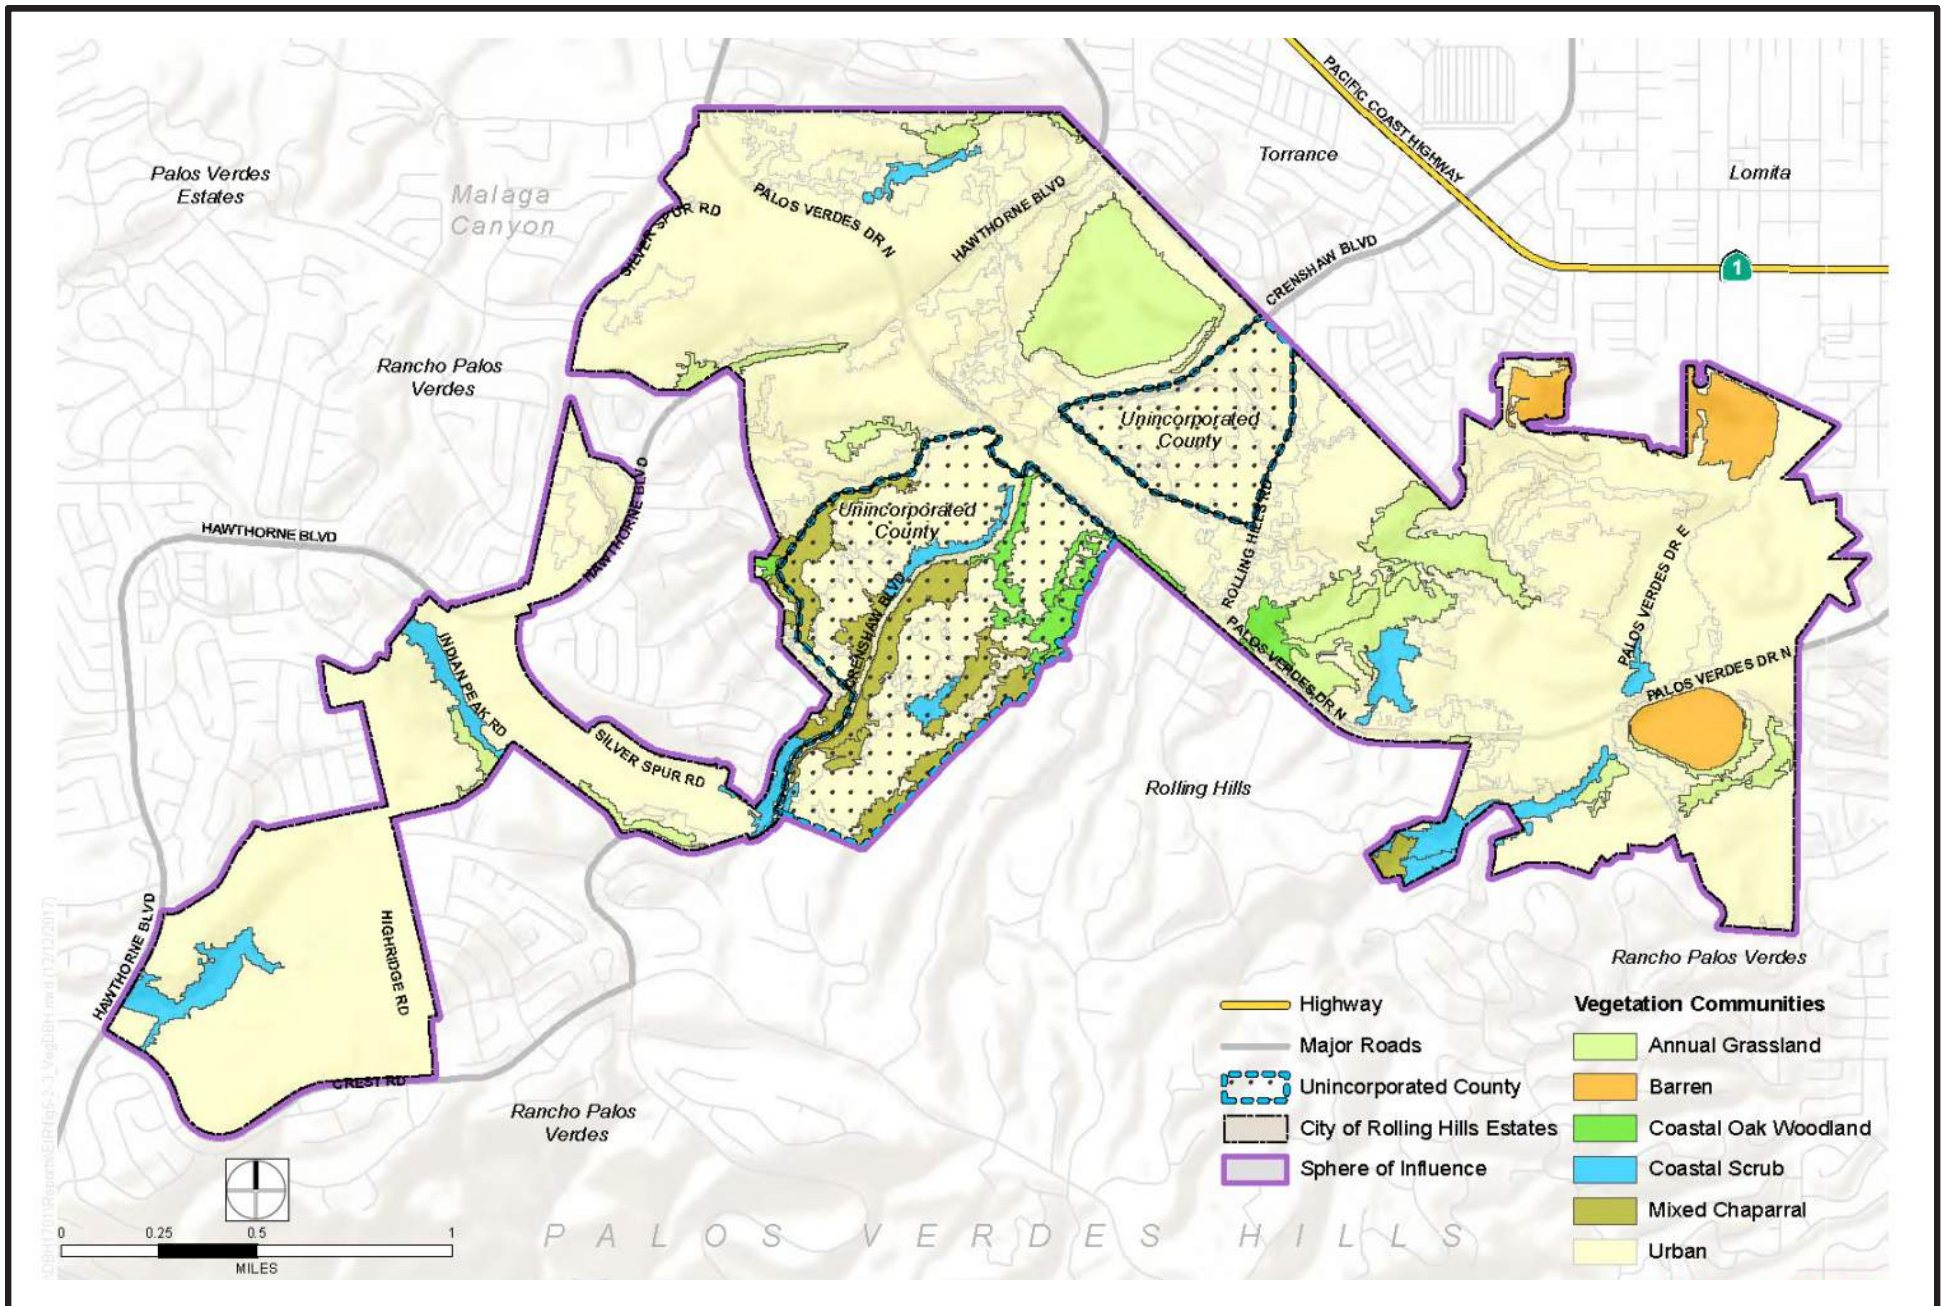 PACIFIC COAST HIGHWAY
Torrance
Lomita
Palos Verdes
Estates
Malaga
Canyon
SILVER SPUR RD
PALOS VERDES DR N
HAWTHORNE BLVD
CRENSHAW BLVD
1
Rancho Palos
Verdes
Unincorporated
County
HAWTHORNE BLVD
HAWTHORNE BLVD
Unincorporated
County
CRENSHAW BLVD
ROLLING HILLS RD
PALOS VERDES DR E
PALOS VERDES DR N
PALOS VERDES DR N
INDIAN PEAK RD
SILVER SPUR RD
Rolling Hills
HAWTHORNE BLVD
HIGHRIDGE RD
CREST RD
Rancho Palos Verdes
Rancho Palos
Verdes
Highway
Major Roads
Unincorporated County
City of Rolling Hills Estates
Sphere of Influence
Vegetation Communities
Annual Grassland
Barren
Coastal Oak Woodland
Coastal Scrub
Mixed Chaparral
Urban
0 0.25 0.5 1
MILES
PALOS VERDES HILLS